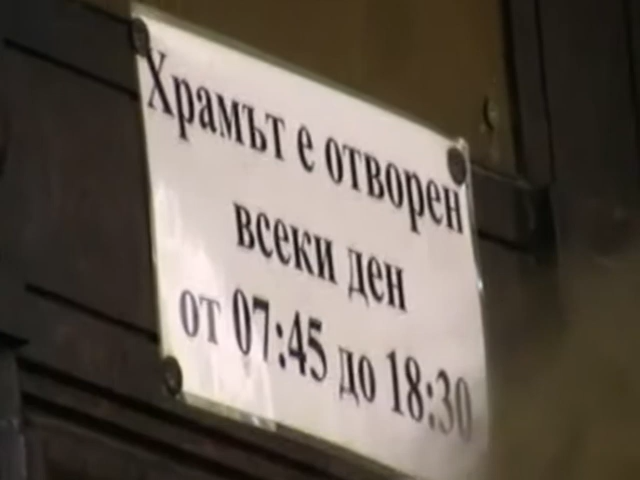 Храмът е отворен
всеки ден
от 07:45 до 18:30